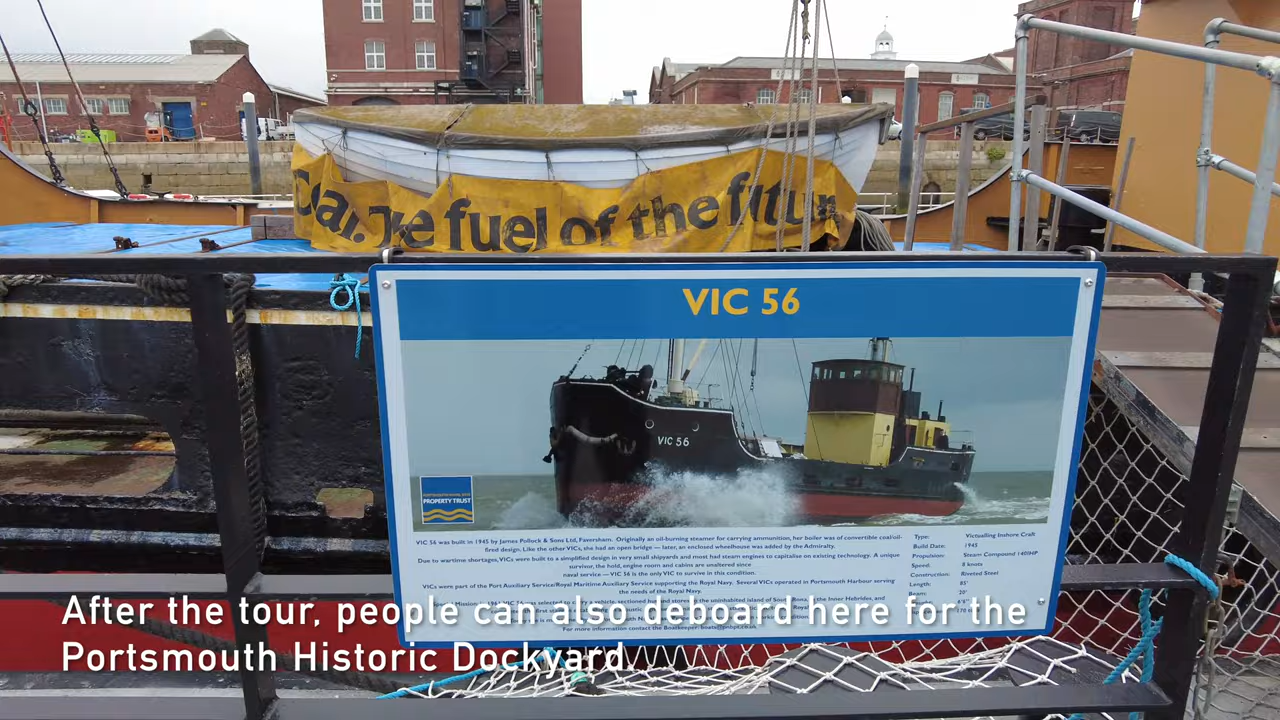 Coal. The fuel of the future
VIC 56
VIC 56
PROPERTY TRUST
VIC 56 was built in 1945 by James Pollock & Sons Ltd, Faversham. Originally an oil-burning steamer for carrying ammunition, her boiler was of convertible coal/oil-
fired design. Like the other VICs, she had an open bridge — later, an enclosed wheelhouse was added by the Admiralty.
Due to wartime shortages, VICs were built to a simplified design in very small shipyards and most had steam engines to capitalise on existing technology. A unique
survivor, the hold, engine room and cabins are unaltered since
naval service — VIC 56 is the only VIC to survive in this condition.
VICs were part of the Port Auxiliary Service/Royal Maritime Auxiliary Service supporting the Royal Navy. Several VICs operated in Portsmouth Harbour serving
the needs of the Royal Navy.
For more information contact the Boatkeeper:
Type: Victualling Inshore Craft
Build Date: 1945
Propulsion: Steam Compound 140IHP
Speed: 8 knots
Construction: Riveted Steel
Length: 85'
Beam: 20'
After the tour, people can also deboard here for the
Portsmouth Historic Dockyard